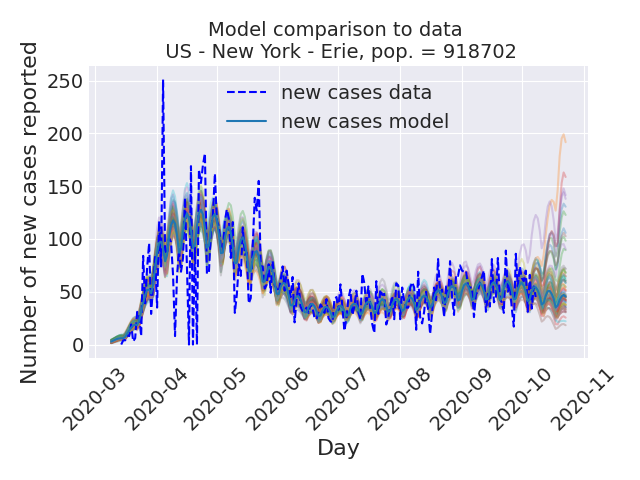 Model comparison to data
US - New York - Erie, pop. = 918702
Number of new cases reported
250
200
150
100
50
0
new cases data
new cases model
2020-03
2020-04
2020-05
2020-06
2020-07
2020-08
2020-09
2020-10
2020-11
Day